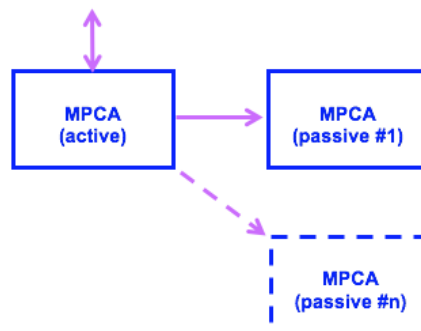 MPCA
(active)
MPCA
(passive #1)
MPCA
(passive #n)